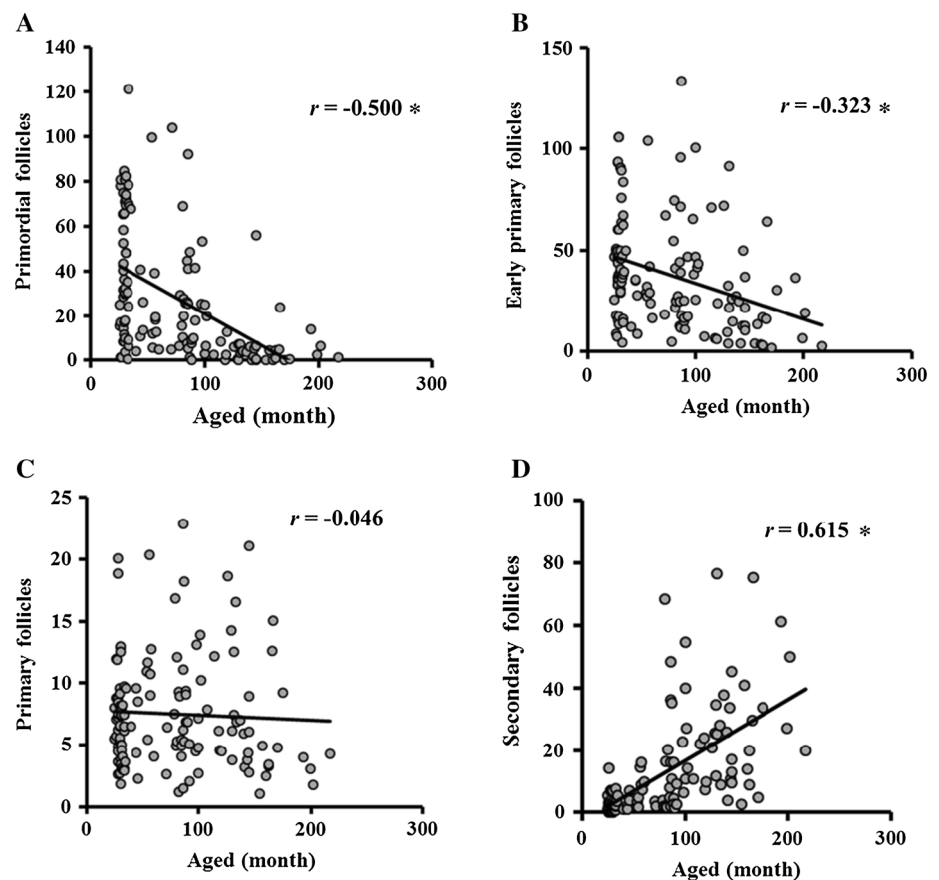 A
140
120
100
80
60
40
20
0
0 100 200 300
Primordial follicles
Aged (month)
r = -0.500 *
B
150
100
50
0
0 100 200 300
Early primary follicles
Aged (month)
r = -0.323 *
C
25
20
15
10
5
0
0 100 200 300
Primary follicles
Aged (month)
r = -0.046
D
100
80
60
40
20
0
0 100 200 300
Secondary follicles
Aged (month)
r = 0.615 *